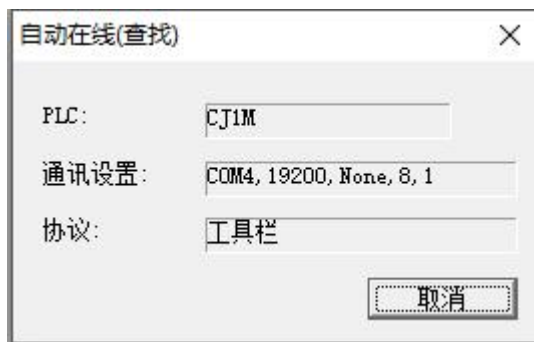 自动在线(查找)
PLC: CJ1M
通讯设置: COM4,19200,None,8,1
协议: 工具栏
取消